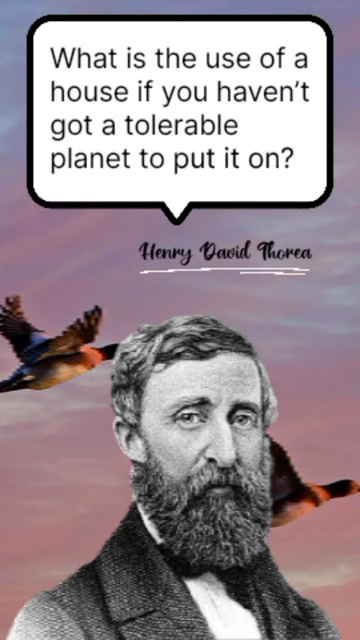 What is the use of a
house if you haven’t
got a tolerable
planet to put it on?
Henry David Thorea